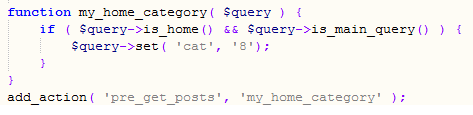 function my_home_category( $query ) {
    if ( $query->is_home() && $query->is_main_query() ) {
        $query->set( 'cat', '8');
    }
}
add_action( 'pre_get_posts', 'my_home_category' );